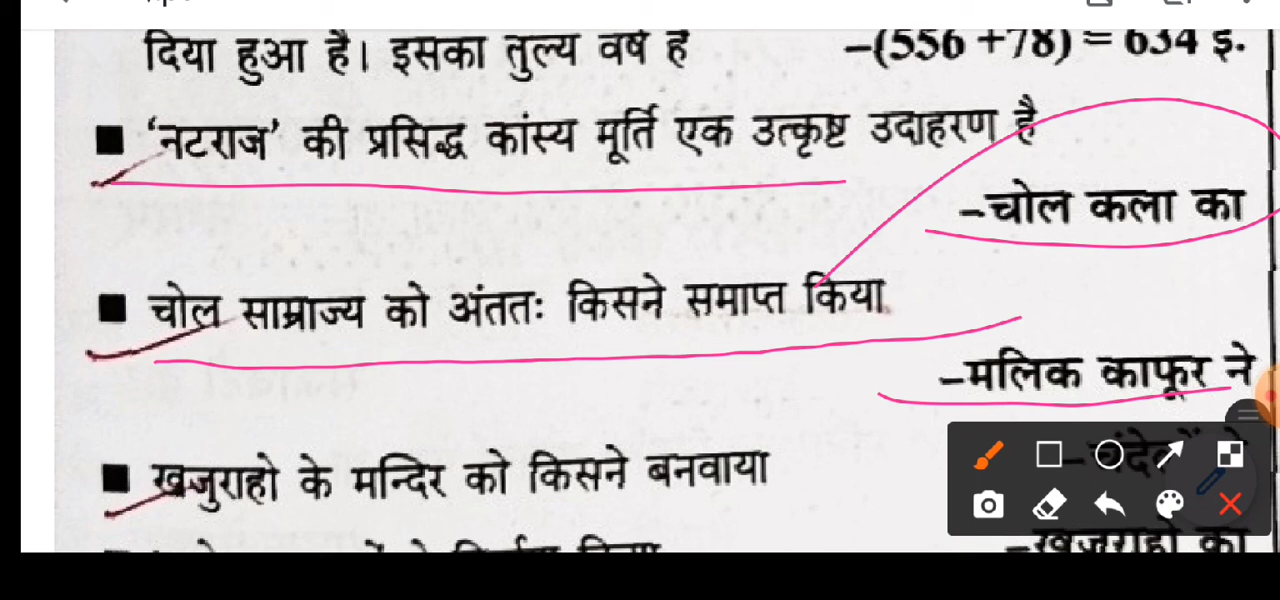 दिया हुआ है। इसका तुल्य वर्ष है –(556 +78) = 634 ई.
■ ‘नटराज’ की प्रसिद्ध कांस्य मूर्ति एक उत्कृष्ट उदाहरण है
–चोल कला का
■ चोल साम्राज्य को अंततः किसने समाप्त किया
–मलिक काफूर ने
■ खजुराहो के मन्दिर को किसने बनवाया
–चंदेलों ने
–खजुराहो का